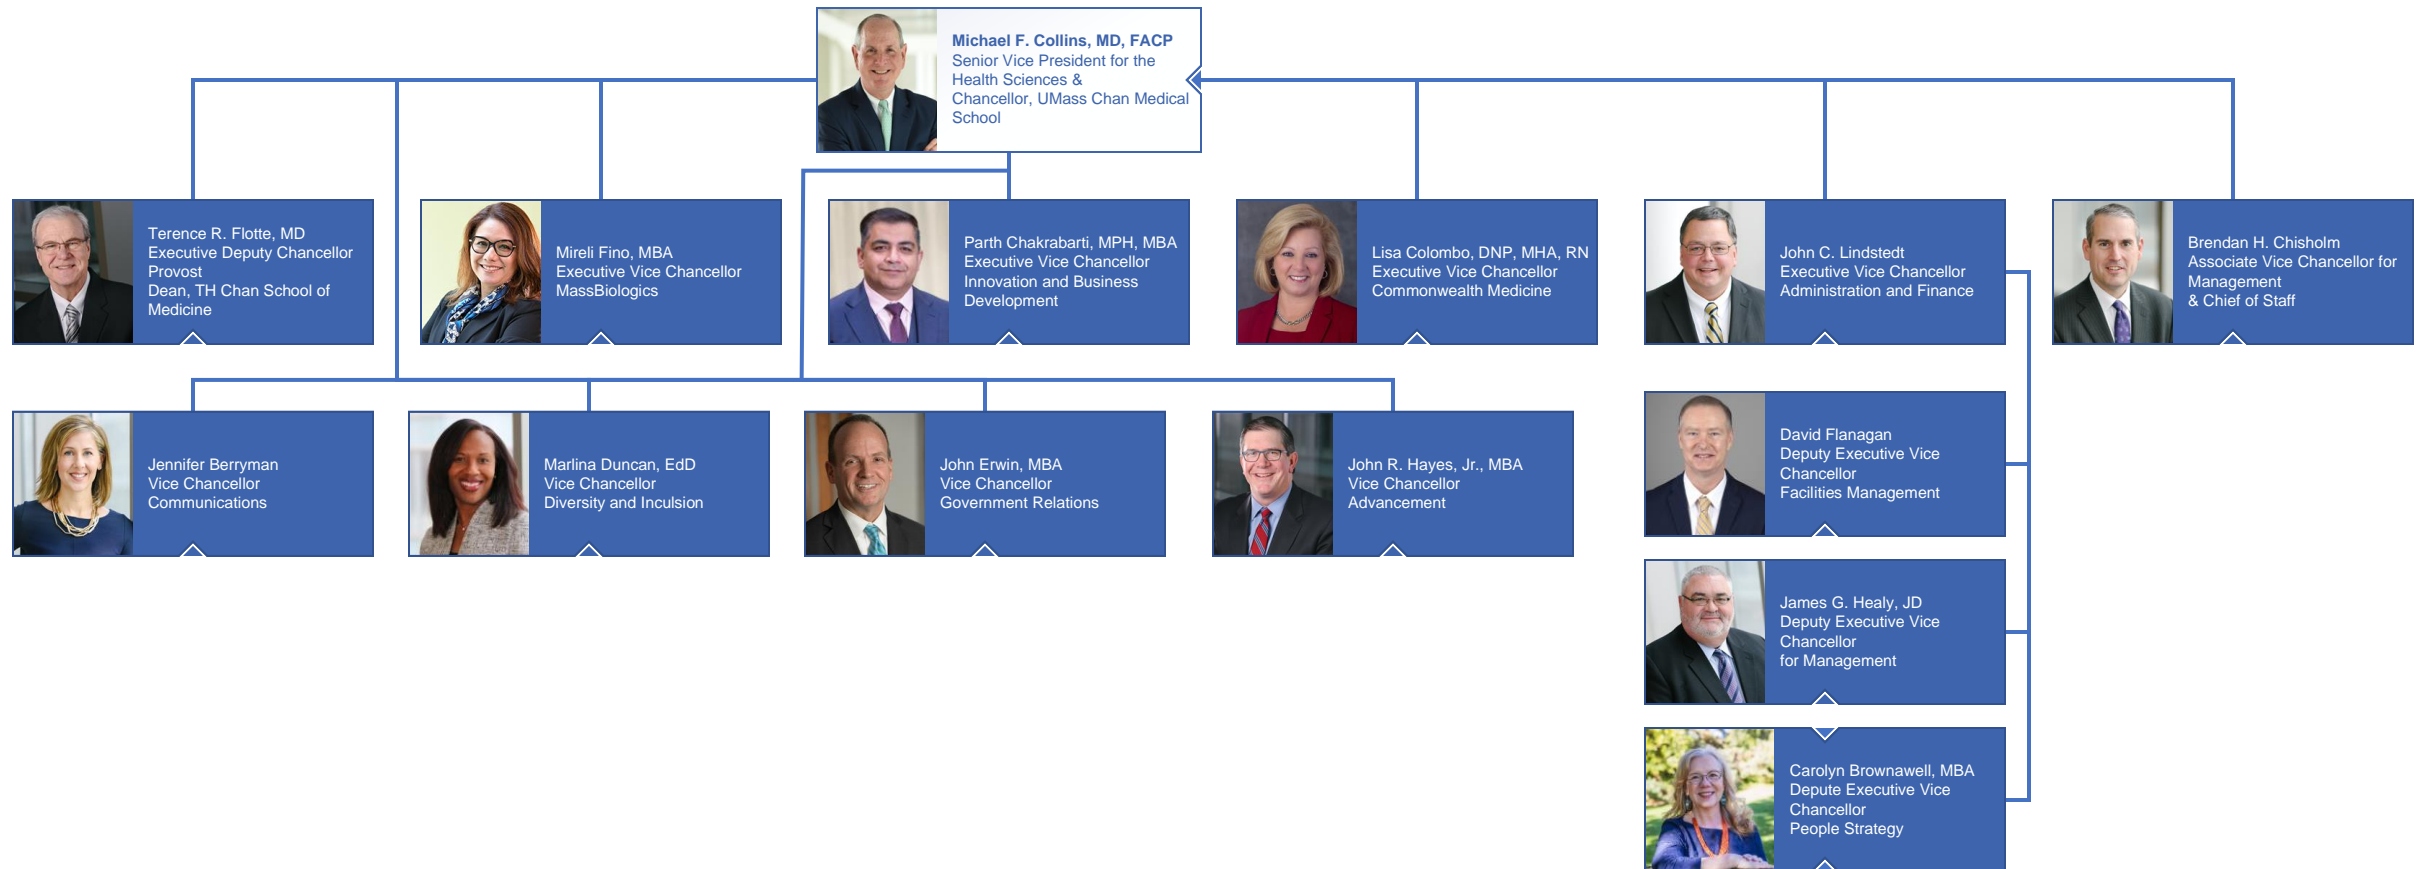 Michael F. Collins, MD, FACP
Senior Vice President for the
Health Sciences &
Chancellor, UMass Chan Medical
School
Terence R. Flotte, MD
Executive Deputy Chancellor
Provost
Dean, TH Chan School of
Medicine
Mireli Fino, MBA
Executive Vice Chancellor
MassBiologics
Parth Chakrabarti, MPH, MBA
Executive Vice Chancellor
Innovation and Business
Development
Lisa Colombo, DNP, MHA, RN
Executive Vice Chancellor
Commonwealth Medicine
John C. Lindstedt
Executive Vice Chancellor
Administration and Finance
Brendan H. Chisholm
Associate Vice Chancellor for
Management
& Chief of Staff
Jennifer Berryman
Vice Chancellor
Communications
Marlina Duncan, EdD
Vice Chancellor
Diversity and Inculsion
John Erwin, MBA
Vice Chancellor
Government Relations
John R. Hayes, Jr., MBA
Vice Chancellor
Advancement
David Flanagan
Deputy Executive Vice
Chancellor
Facilities Management
James G. Healy, JD
Deputy Executive Vice
Chancellor
for Management
Carolyn Brownawell, MBA
Depute Executive Vice
Chancellor
People Strategy